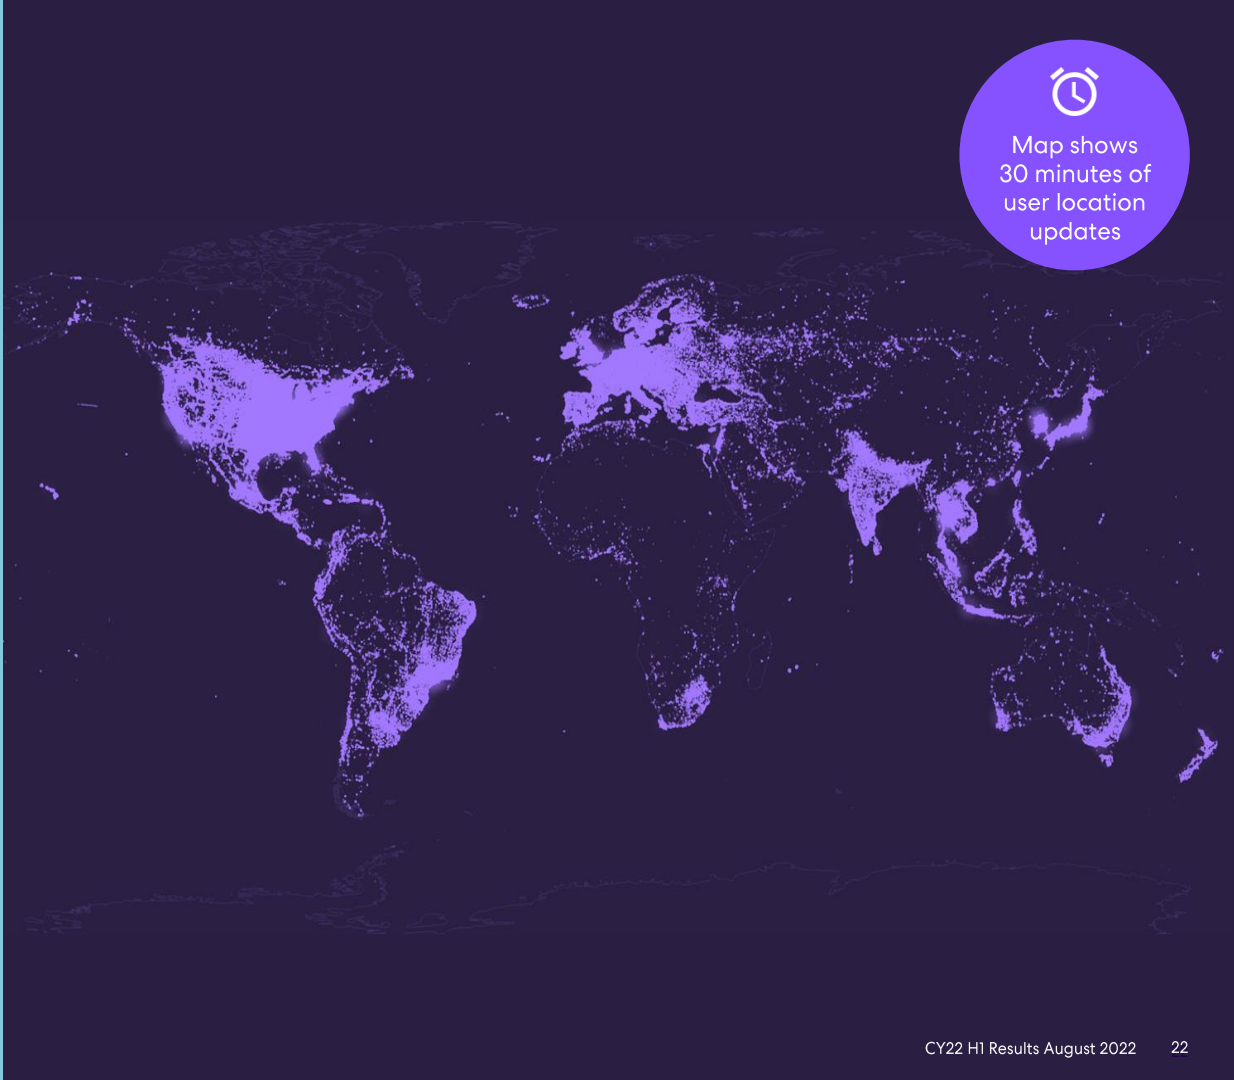 Map shows
30 minutes of
user location
updates
CY22 H1 Results August 2022 22